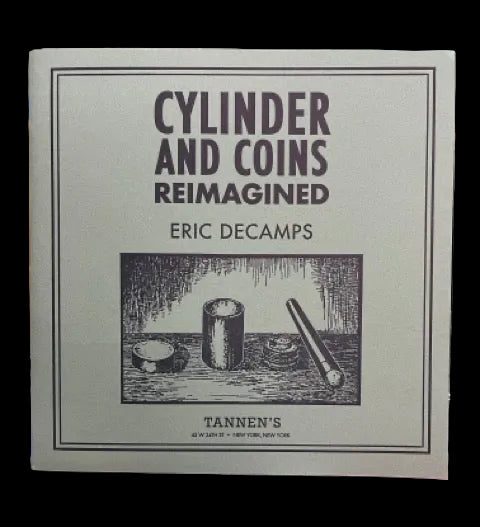 CYLINDER
AND COINS
REIMAGINED
ERIC DECAMPS
TANNEN'S
45 W 34TH ST • NEW YORK, NEW YORK